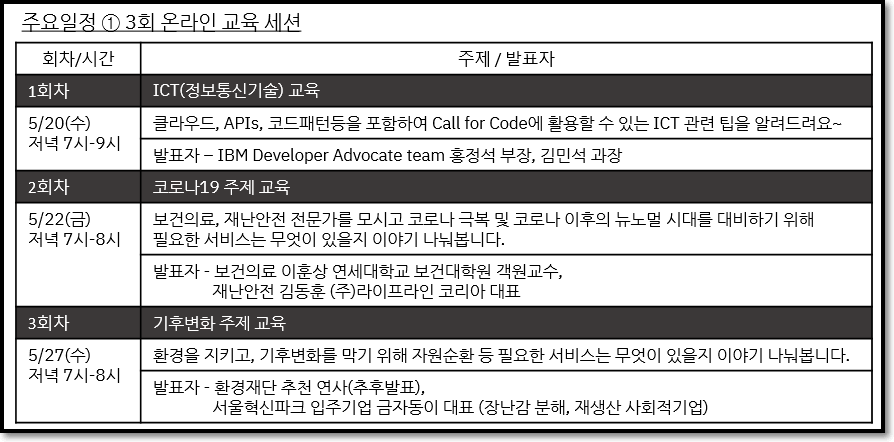 주요일정 ① 3회 온라인 교육 세션
회차/시간
주제 / 발표자
1회차
ICT(정보통신기술) 교육
5/20(수)
저녁 7시-9시
클라우드, APIs, 코드패턴등을 포함하여 Call for Code에 활용할 수 있는 ICT 관련 팁을 알려드려요~
발표자 – IBM Developer Advocate team 홍정석 부장, 김민석 과장
2회차
코로나19 주제 교육
5/22(금)
저녁 7시-8시
보건의료, 재난안전 전문가를 모시고 코로나 극복 및 코로나 이후의 뉴노멀 시대를 대비하기 위해
필요한 서비스는 무엇이 있을지 이야기 나눠봅니다.
발표자 - 보건의료 이훈상 연세대학교 보건대학원 객원교수,
재난안전 김동훈 (주)라이프라인 코리아 대표
3회차
기후변화 주제 교육
5/27(수)
저녁 7시-8시
환경을 지키고, 기후변화를 막기 위해 자원순환 등 필요한 서비스는 무엇이 있을지 이야기 나눠봅니다.
발표자 - 환경재단 추천 연사(추후발표),
서울혁신파크 입주기업 금자동이 대표 (장난감 분해, 재생산 사회적기업)